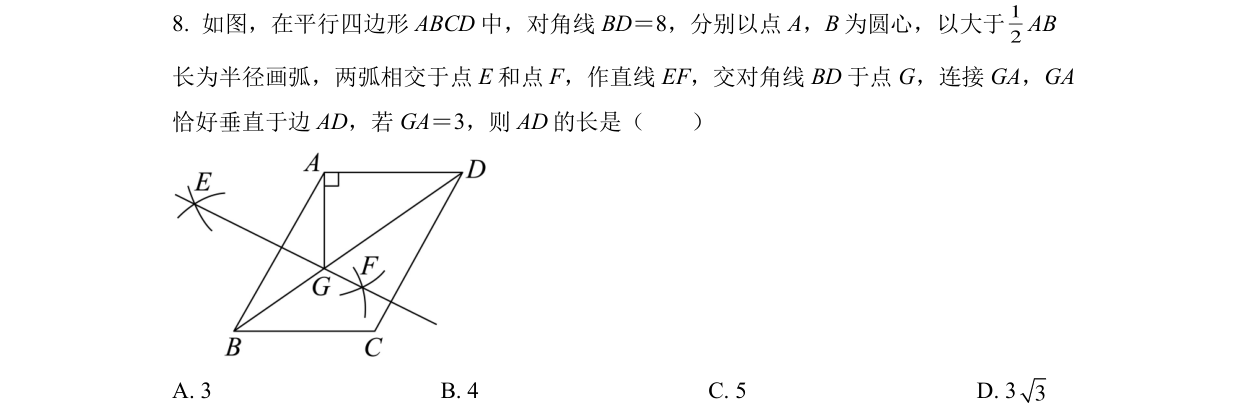 8. 如图，在平行四边形 ABCD 中，对角线 BD＝8，分别以点 A，B 为圆心，以大于 1/2 AB
长为半径画弧，两弧相交于点 E 和点 F，作直线 EF，交对角线 BD 于点 G，连接 GA，GA
恰好垂直于边 AD，若 GA＝3，则 AD 的长是（　　）
A
D
E
F
G
B
C
A. 3 B. 4 C. 5 D. 3√3